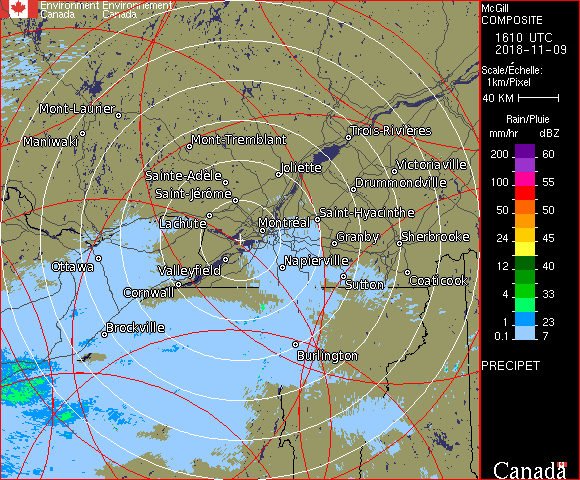 Environment Environnement
Canada Canada
McGill
COMPOSITE
1610 UTC
2018-11-09
Scale/Échelle:
1km/Pixel
40 KM
Rain/Pluie
mm/hr dBZ
200 60
100 55
50 50
24 45
12 40
4 33
1 23
0.1 7
PRECIPET
Canada
Mont-Laurier
Maniwaki
Mont-Tremblant
Trois-Rivières
Sainte-Adèle
Joliette
Victoriaville
Saint-Jérôme
Drummondville
Lachute
Montréal
Saint-Hyacinthe
Granby
Sherbrooke
Ottawa
Valleyfield
Napierville
Cornwall
Sutton
Coaticook
Brockville
Burlington